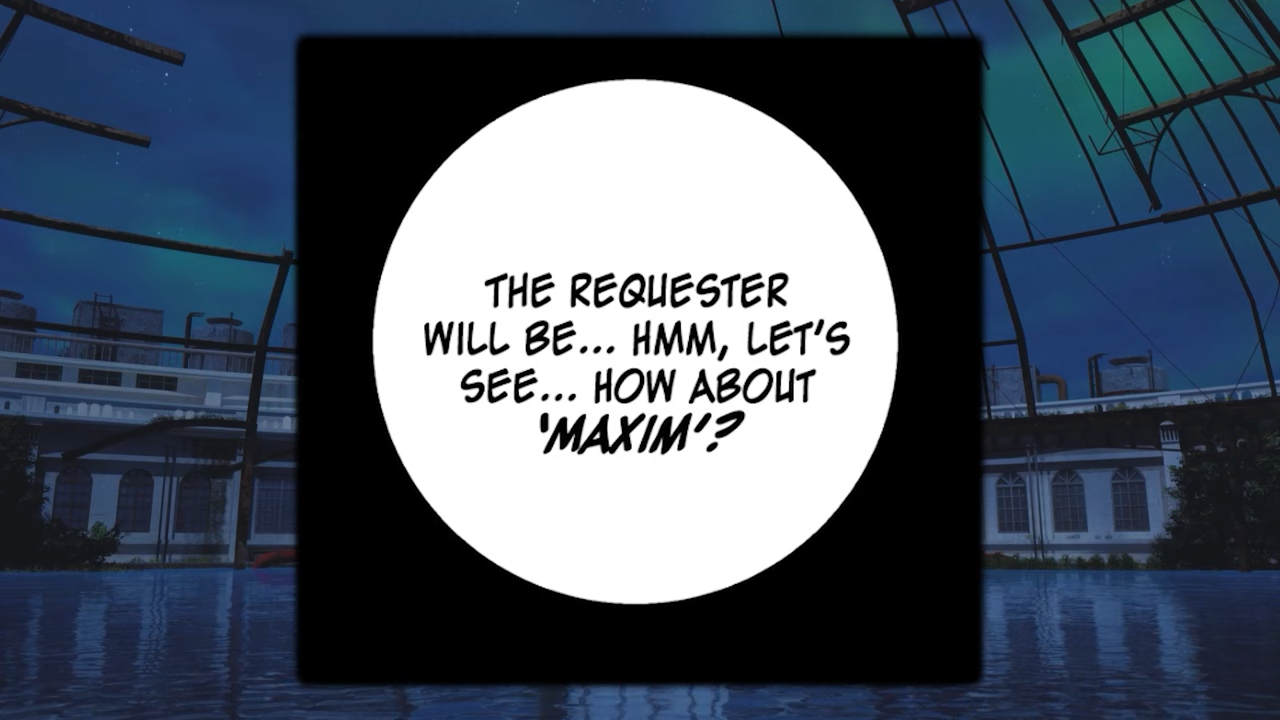 THE REQUESTER
WILL BE... HMM, LET'S
SEE... HOW ABOUT
'MAXIM'?